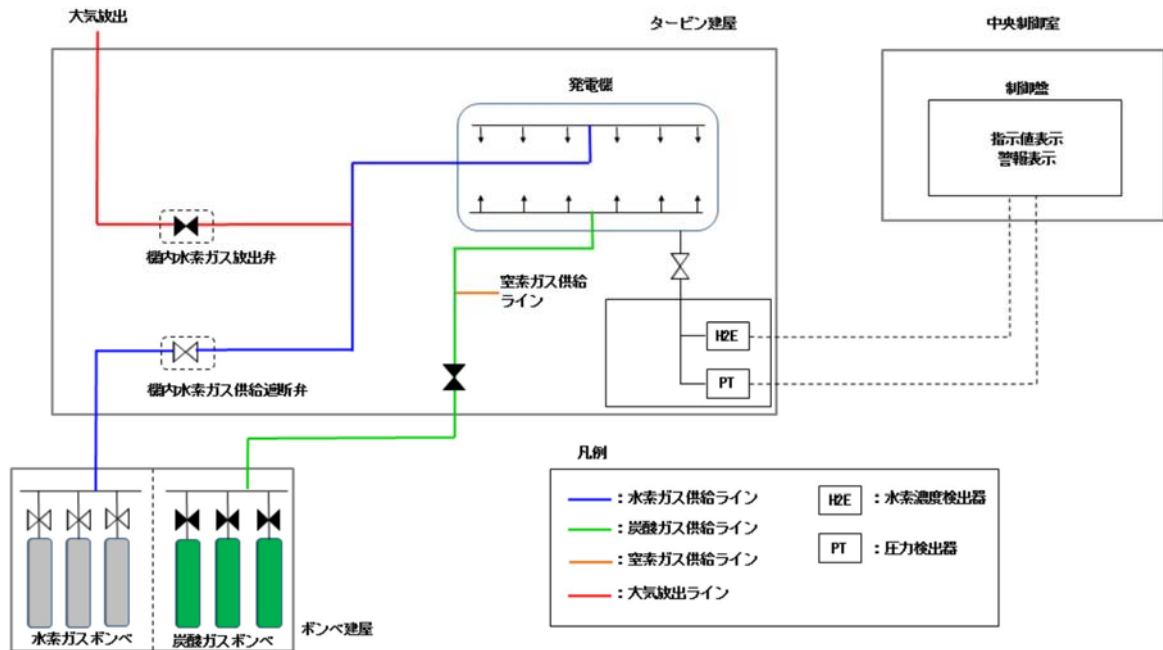 大気放出
タービン建屋
中央制御室
発電機
制御盤
指示値表示
警報表示
機内水素ガス放出弁
窒素ガス供給
ライン
H2E
機内水素ガス供給遮断弁
PT
凡例
:水素ガス供給ライン
H2E
:水素濃度検出器
:炭酸ガス供給ライン
PT
:圧力検出器
:窒素ガス供給ライン
:大気放出ライン
水素ガスボンベ
炭酸ガスボンベ
ボンベ建屋